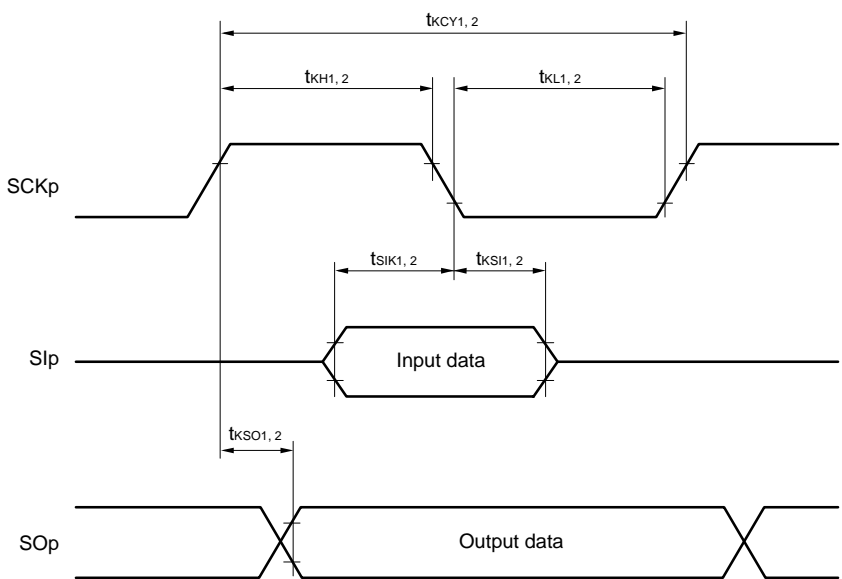 tKCY1, 2
tKH1, 2
tKL1, 2
SCKp
tSIK1, 2
tKSI1, 2
SIp
Input data
tKSO1, 2
SOp
Output data